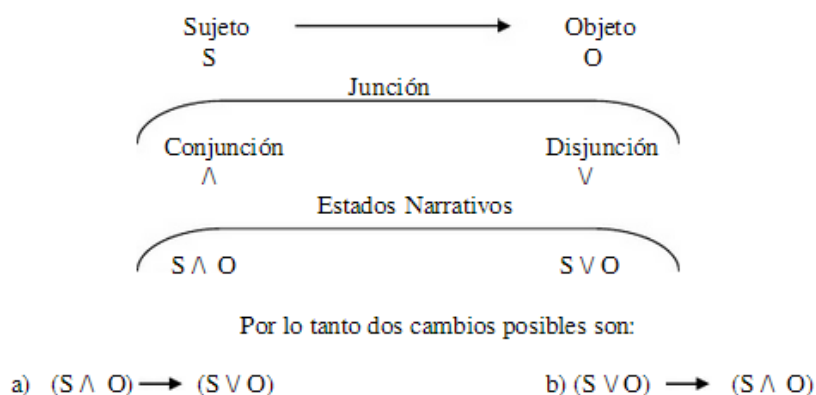 Sujeto ⟶ Objeto
S O
Junción
Conjunción Disjunción
/\ \/
Estados Narrativos
S /\ O S \/ O
Por lo tanto dos cambios posibles son:
a) (S /\ O) ⟶ (S \/ O) b) (S \/ O) ⟶ (S /\ O)